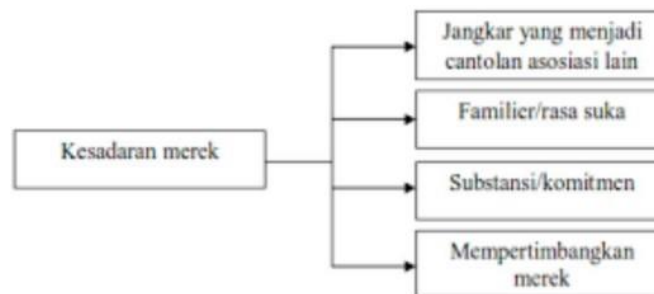 Kesadaran merek
Jangkar yang menjadi
cantolan asosiasi lain
Familier/rasa suka
Substansi/komitmen
Mempertimbangkan
merek